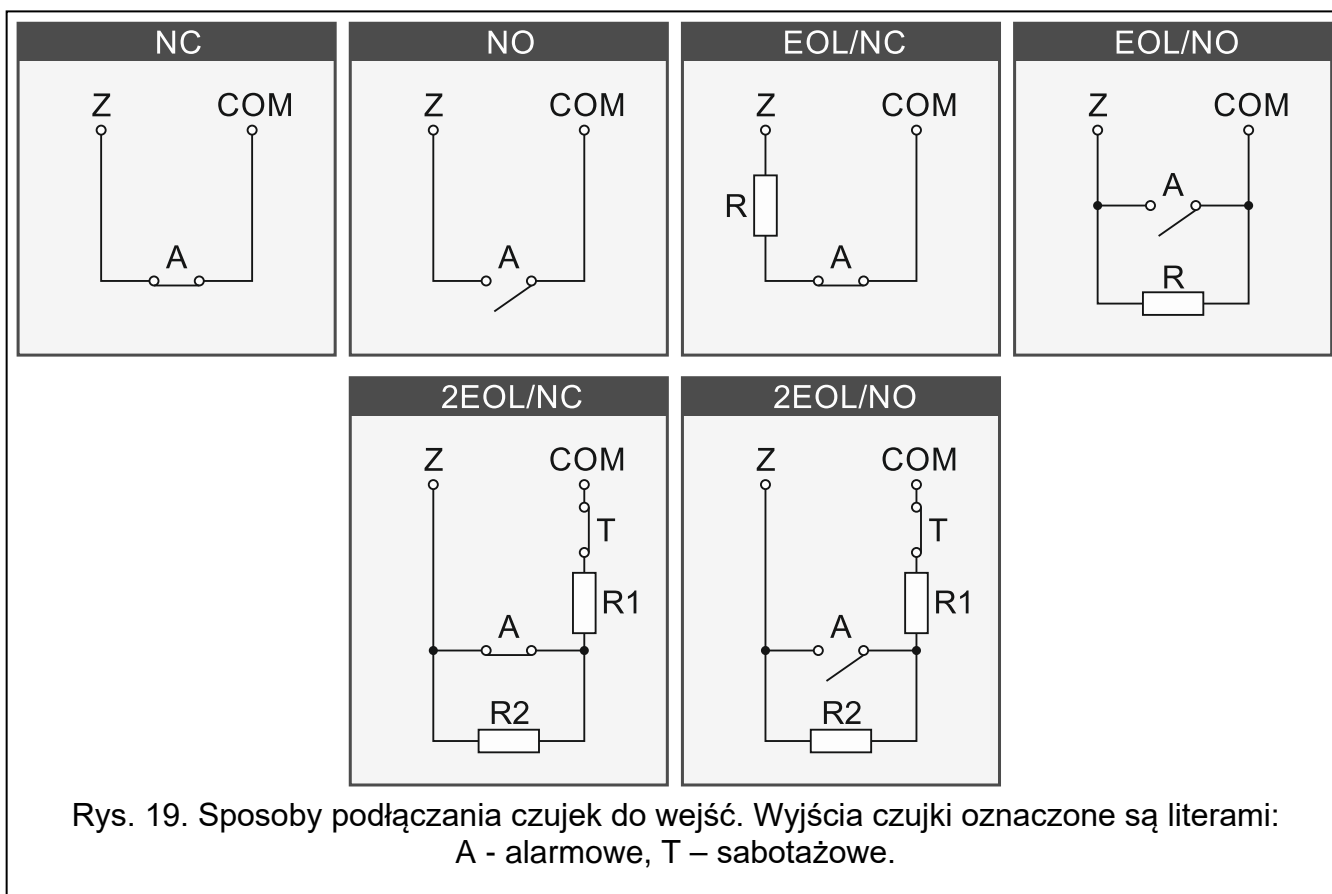 NC
NO
EOL/NC
EOL/NO
Z COM
Z COM
Z COM
Z COM
A
A
R
A
A
R
2EOL/NC
2EOL/NO
Z COM
Z COM
T
T
R1
R1
A
A
R2
R2
Rys. 19. Sposoby podłączania czujek do wejść. Wyjścia czujki oznaczone są literami:
A - alarmowe, T – sabotażowe.